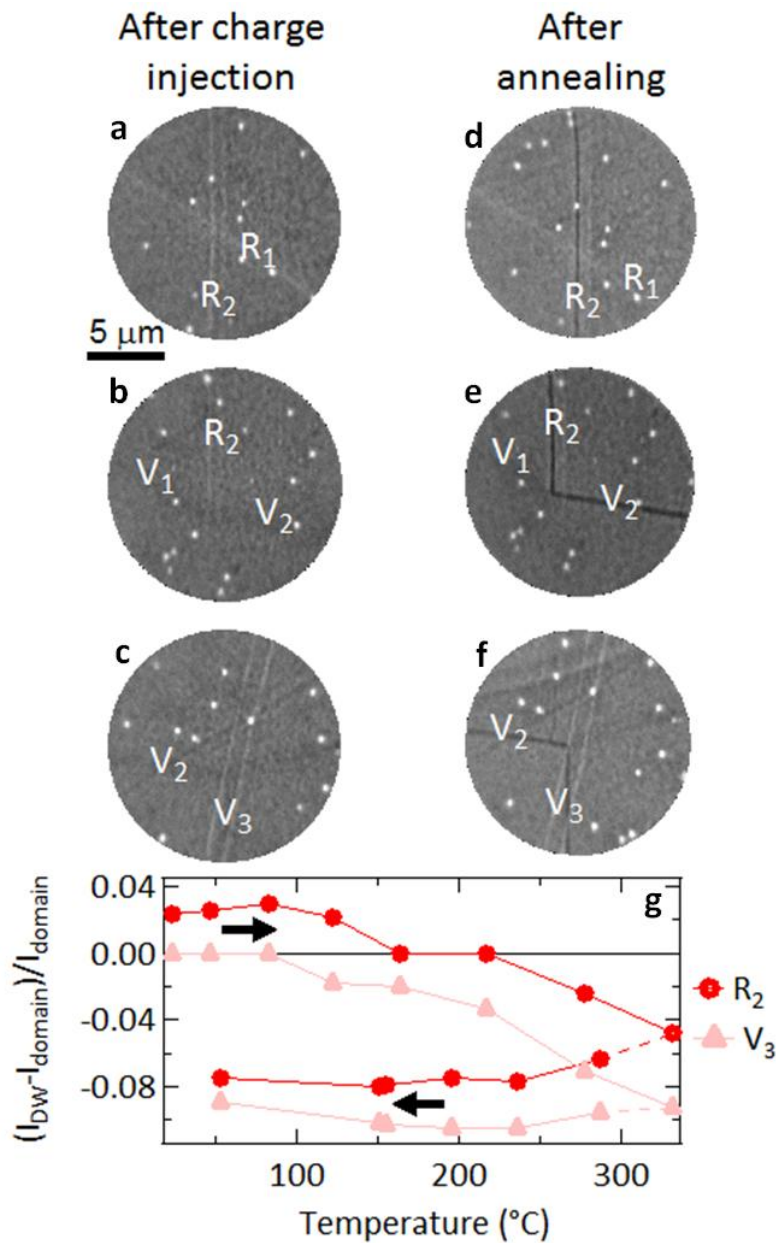 After charge
injection
After
annealing
a
R1
R2
d
R2
R1
5 μm
b
R2
V1
V2
e
R2
V1
V2
c
V2
V3
f
V2
V3
g
(IDW-Idomain)/Idomain
0.04
0.00
-0.04
-0.08
R2
V3
100
200
300
Temperature (°C)